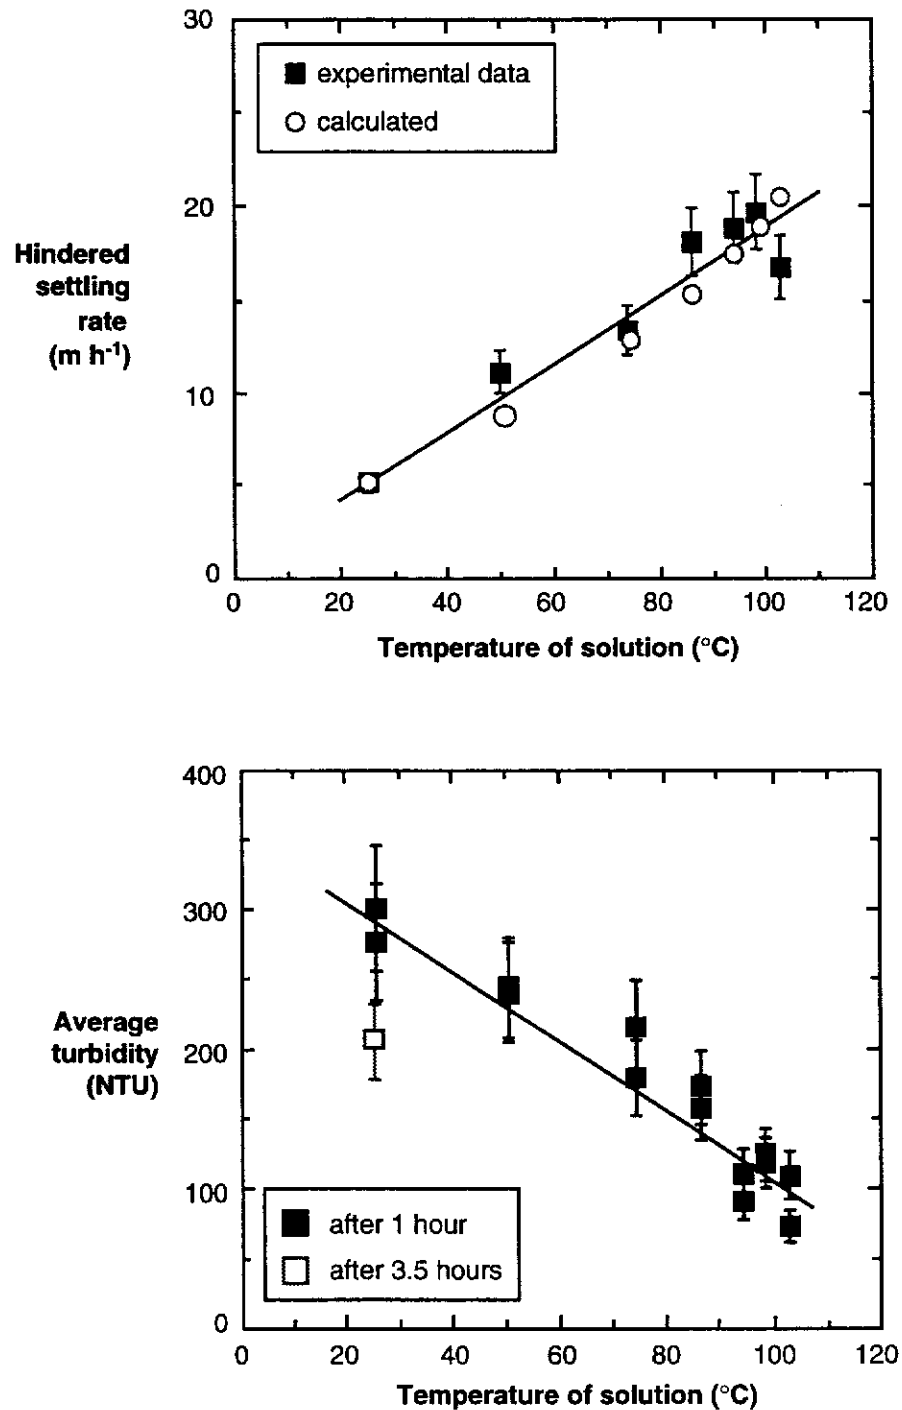 30
experimental data
calculated
20
Hindered
settling
rate
(m h-1)
10
0
0 20 40 60 80 100 120
Temperature of solution (°C)
400
300
Average
turbidity
(NTU)
200
100
after 1 hour
after 3.5 hours
0
0 20 40 60 80 100 120
Temperature of solution (°C)